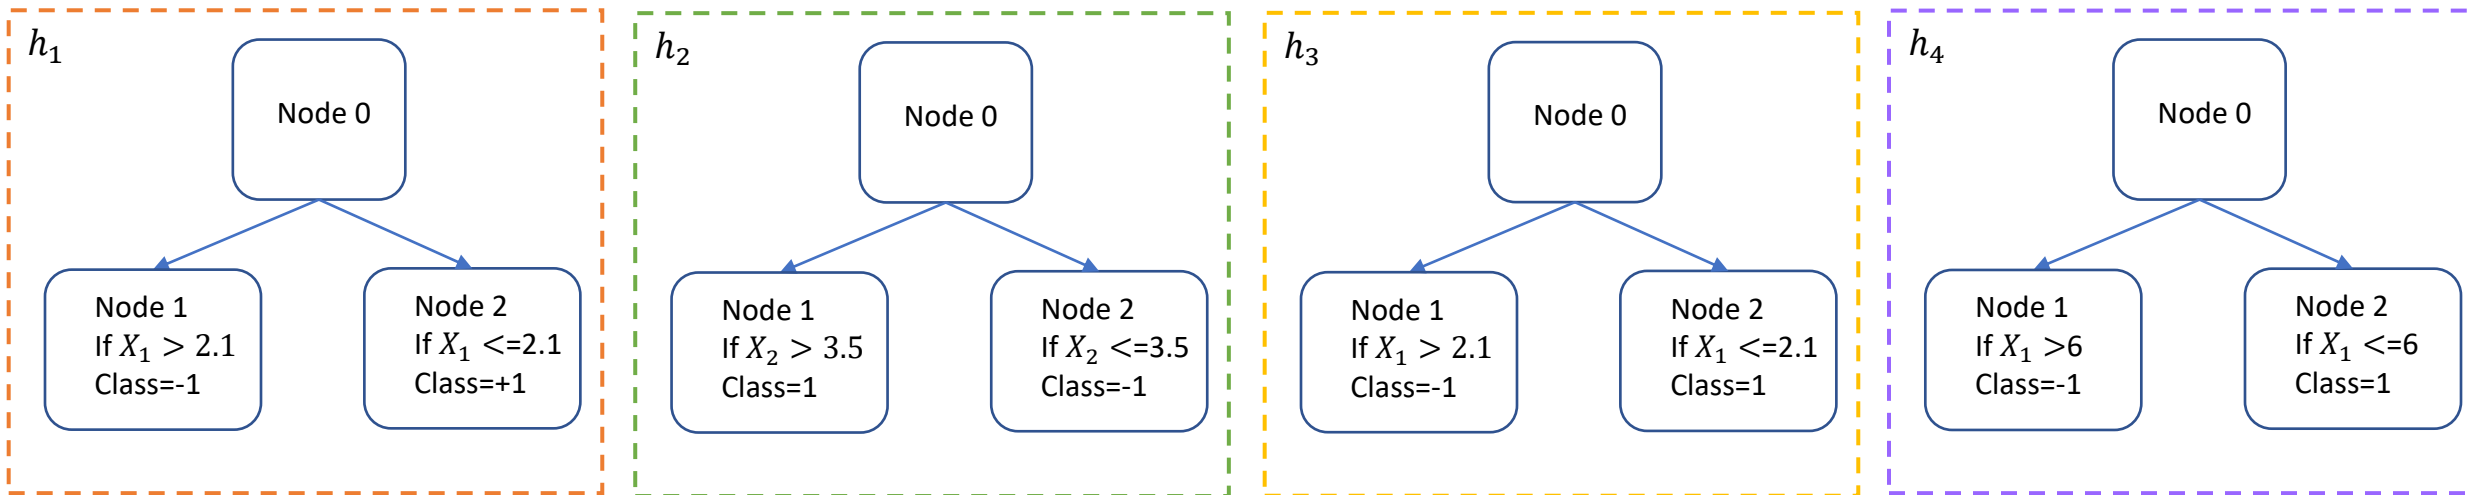 h₁
Node 0
Node 1
If X₁ > 2.1
Class=-1
Node 2
If X₁ <=2.1
Class=+1
h₂
Node 0
Node 1
If X₂ > 3.5
Class=1
Node 2
If X₂ <=3.5
Class=-1
h₃
Node 0
Node 1
If X₁ > 2.1
Class=-1
Node 2
If X₁ <=2.1
Class=1
h₄
Node 0
Node 1
If X₁ >6
Class=-1
Node 2
If X₁ <=6
Class=1